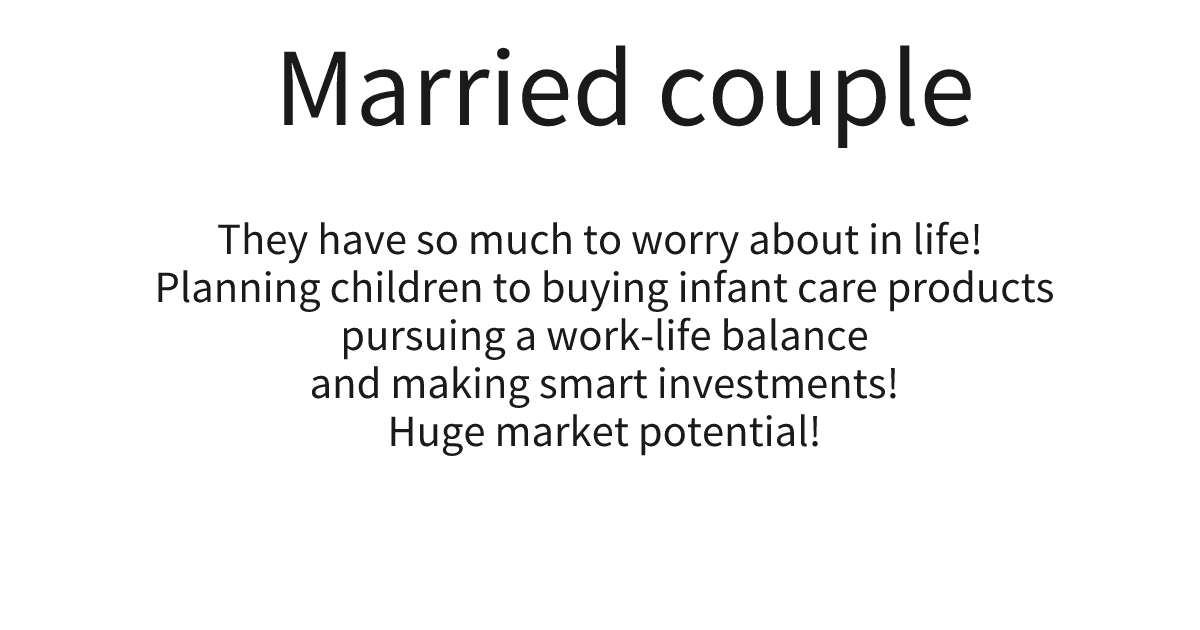 Married couple
They have so much to worry about in life!
Planning children to buying infant care products
pursuing a work-life balance
and making smart investments!
Huge market potential!